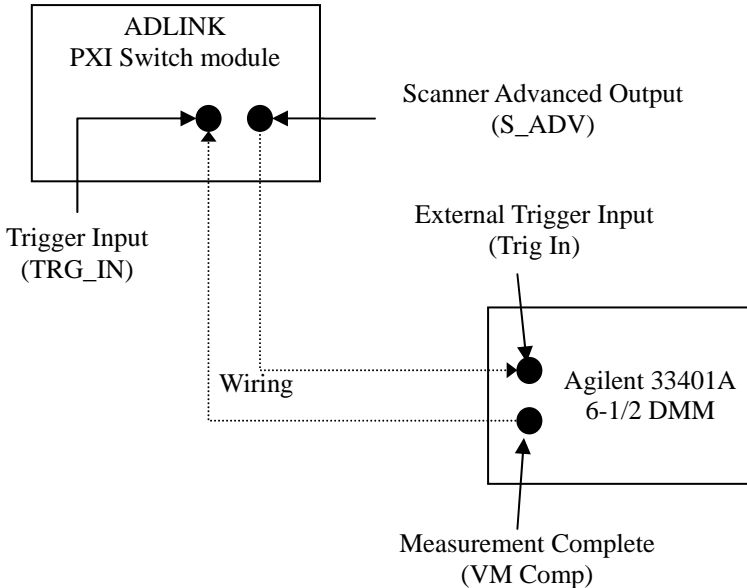 ADLINK
PXI Switch module
Scanner Advanced Output
(S_ADV)
Trigger Input
(TRG_IN)
External Trigger Input
(Trig In)
Wiring
Agilent 33401A
6-1/2 DMM
Measurement Complete
(VM Comp)